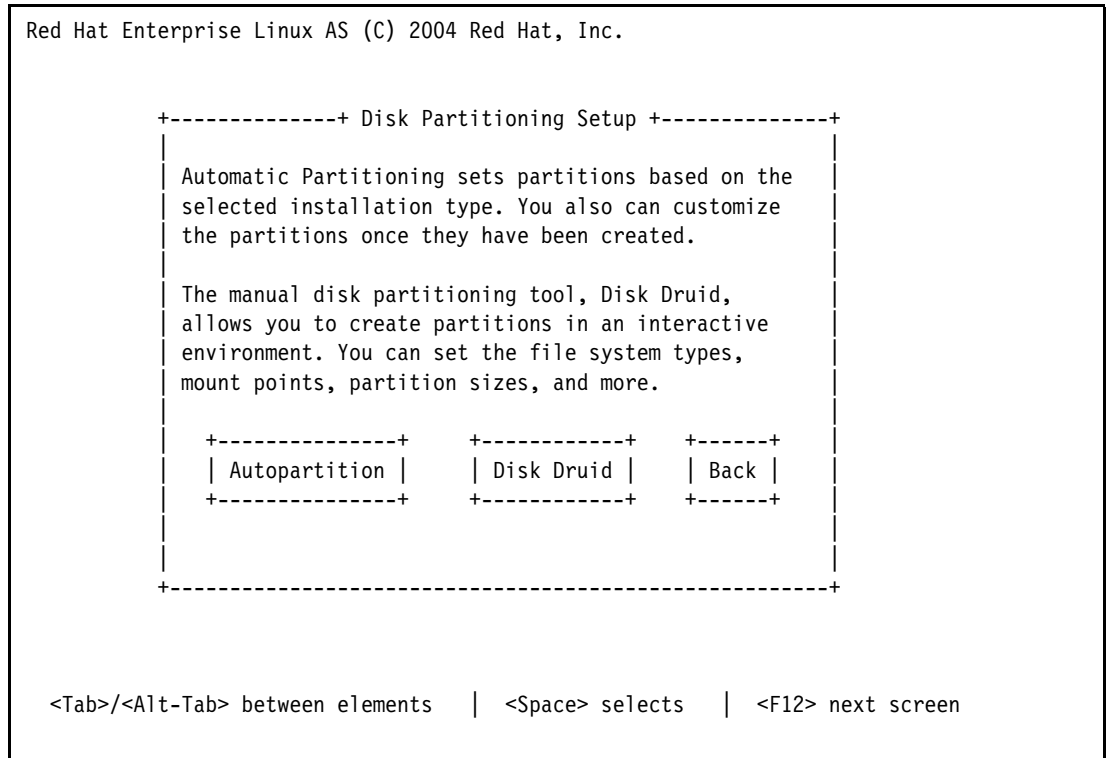 Red Hat Enterprise Linux AS (C) 2004 Red Hat, Inc.
+--------------+ Disk Partitioning Setup +--------------+
Automatic Partitioning sets partitions based on the
selected installation type. You also can customize
the partitions once they have been created.
The manual disk partitioning tool, Disk Druid,
allows you to create partitions in an interactive
environment. You can set the file system types,
mount points, partition sizes, and more.
+---------------+ +------------+ +------+
| Autopartition | | Disk Druid | | Back |
+---------------+ +------------+ +------+
+-------------------------------------------------------+
<Tab>/<Alt-Tab> between elements | <Space> selects | <F12> next screen